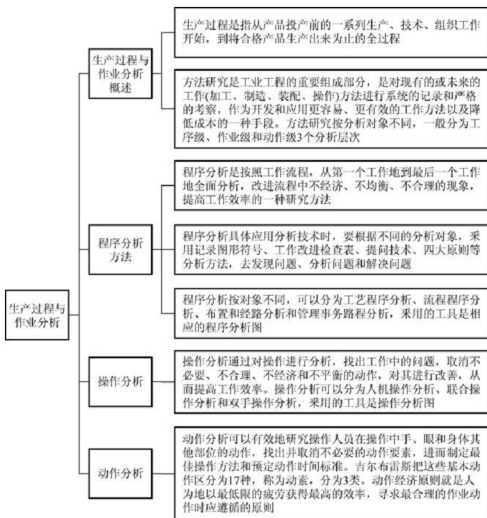 生产过程是指从产品投产前的一系列生产、技术、组织工作
开始，到将合格产品生产出来为止的全过程
生产过程与
作业分析
概述
方法研究是工业工程的重要组成部分，是对现有的或未来的
工作(加工、制造、装配、操作)方法进行系统的记录和严格
的考察，作为开发和应用更容易、更有效的工作方法以及降
低成本的一种手段。方法研究按分析对象不同，一般分为工
序级、作业级和动作级3个分析层次
程序分析是按照工作流程，从第一个工作地到最后一个工作
地全面分析，改进流程中不经济、不均衡、不合理的现象，
提高工作效率的一种研究方法
程序分析
方法
程序分析具体应用分析技术时，要根据不同的分析对象，采
用记录图形符号、工作改进检查表、提问技术、四大原则等
分析方法，去发现问题、分析问题和解决问题
程序分析按对象不同，可以分为工艺程序分析、流程程序分
析、布置和经路分析和管理事务路程分析，采用的工具是相
应的程序分析图
生产过程与
作业分析
操作分析
操作分析通过对操作进行分析，找出工作中的问题，取消不
必要、不合理、不经济和不平衡的动作，对其进行改善，从
而提高工作效率。操作分析可以分为人机操作分析、联合操
作分析和双手操作分析，采用的工具是操作分析图
动作分析
动作分析可以有效地研究操作人员在操作中手、眼和身体其
他部位的动作，找出并取消不必要的动作要素，进而制定最
佳操作方法和预定动作时间标准。吉尔布雷斯把这些基本动
作区分为17种，称为动素，分为3类。动作经济原则就是人
为地以最低限的疲劳获得最高的效率，寻求最合理的作业动
作时应遵循的原则